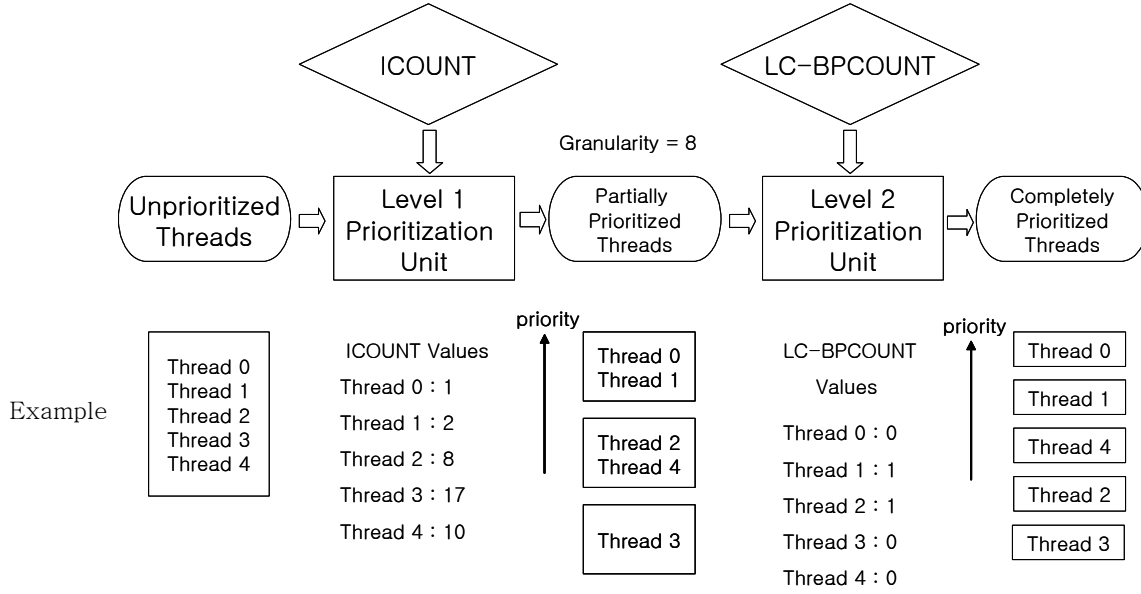 ICOUNT
LC-BPCOUNT
Granularity = 8
Unprioritized
Threads
Level 1
Prioritization
Unit
Partially
Prioritized
Threads
Level 2
Prioritization
Unit
Completely
Prioritized
Threads
Example
Thread 0
Thread 1
Thread 2
Thread 3
Thread 4
ICOUNT Values
Thread 0 : 1
Thread 1 : 2
Thread 2 : 8
Thread 3 : 17
Thread 4 : 10
priority
Thread 0
Thread 1
Thread 2
Thread 4
Thread 3
LC-BPCOUNT
Values
Thread 0 : 0
Thread 1 : 1
Thread 2 : 1
Thread 3 : 0
Thread 4 : 0
priority
Thread 0
Thread 1
Thread 4
Thread 2
Thread 3